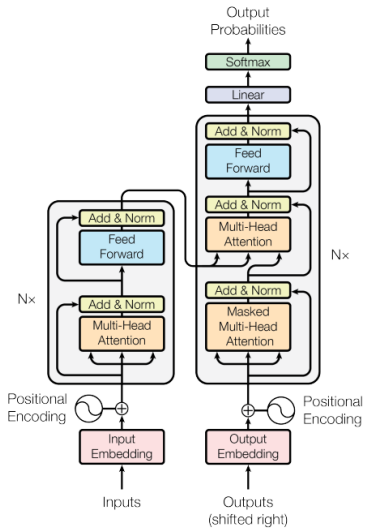 Output
Probabilities
Softmax
Linear
Add & Norm
Feed
Forward
Add & Norm
Multi-Head
Attention
Add & Norm
Masked
Multi-Head
Attention
N×
Add & Norm
Feed
Forward
Add & Norm
Multi-Head
Attention
N×
Positional
Encoding
Positional
Encoding
Input
Embedding
Output
Embedding
Inputs
Outputs
(shifted right)